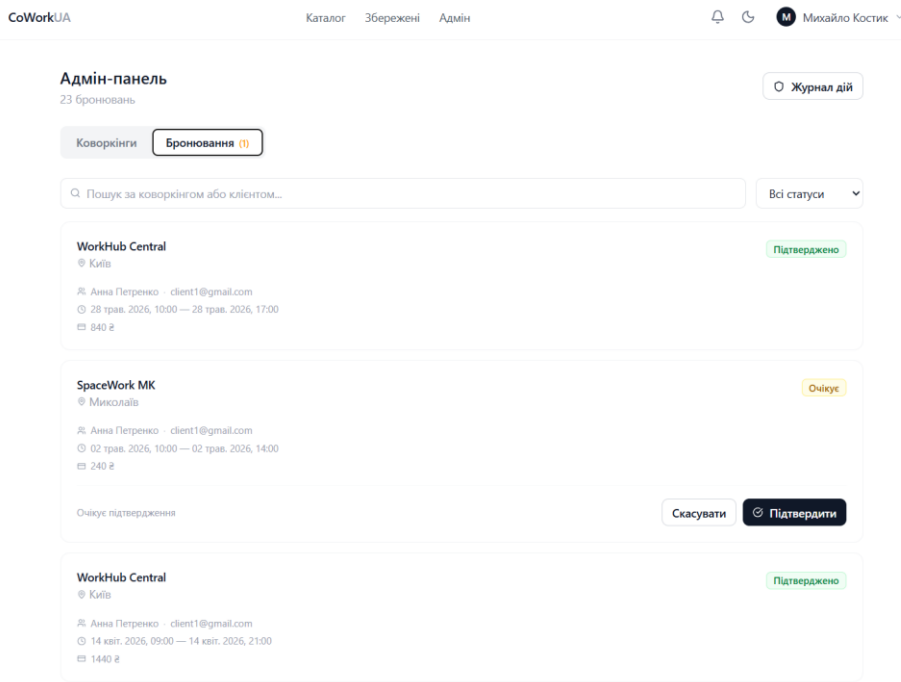 CoWorkUA Каталог Збережені Адмін М Михайло Костик
Адмін-панель
23 бронювань
Журнал дій
Коворкінги Бронювання (1)
Пошук за коворкінгом або клієнтом... Всі статуси
WorkHub Central Підтверджено
Київ
Анна Петренко · client1@gmail.com
28 трав. 2026, 10:00 — 28 трав. 2026, 17:00
840 ₴
SpaceWork MK Очікує
Миколаїв
Анна Петренко · client1@gmail.com
02 трав. 2026, 10:00 — 02 трав. 2026, 14:00
240 ₴
Очікує підтвердження Скасувати Підтвердити
WorkHub Central Підтверджено
Київ
Анна Петренко · client1@gmail.com
14 квіт. 2026, 09:00 — 14 квіт. 2026, 21:00
1440 ₴